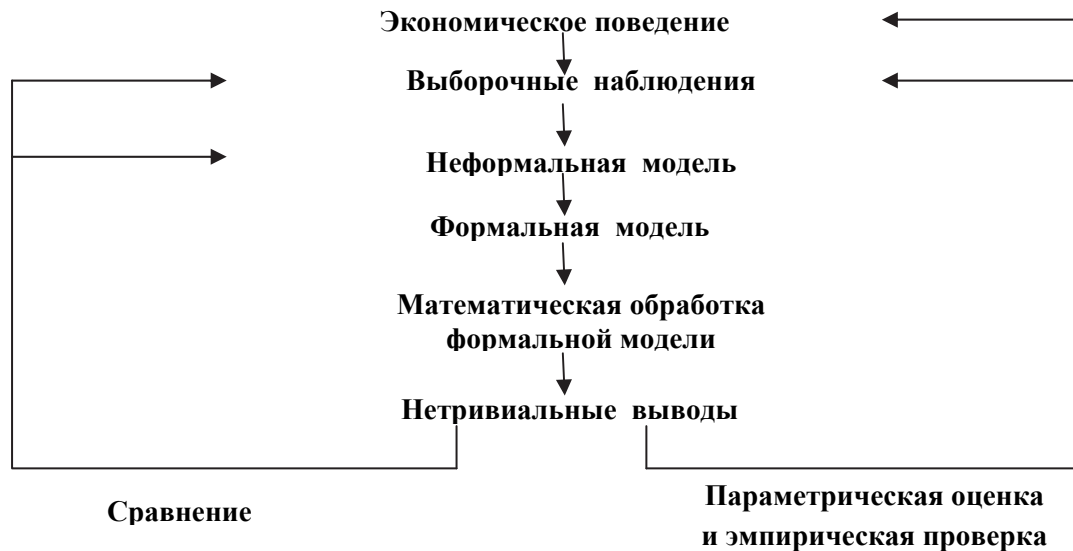 Экономическое поведение
Выборочные наблюдения
Неформальная модель
Формальная модель
Математическая обработка
формальной модели
Нетривиальные выводы
Сравнение
Параметрическая оценка
и эмпирическая проверка